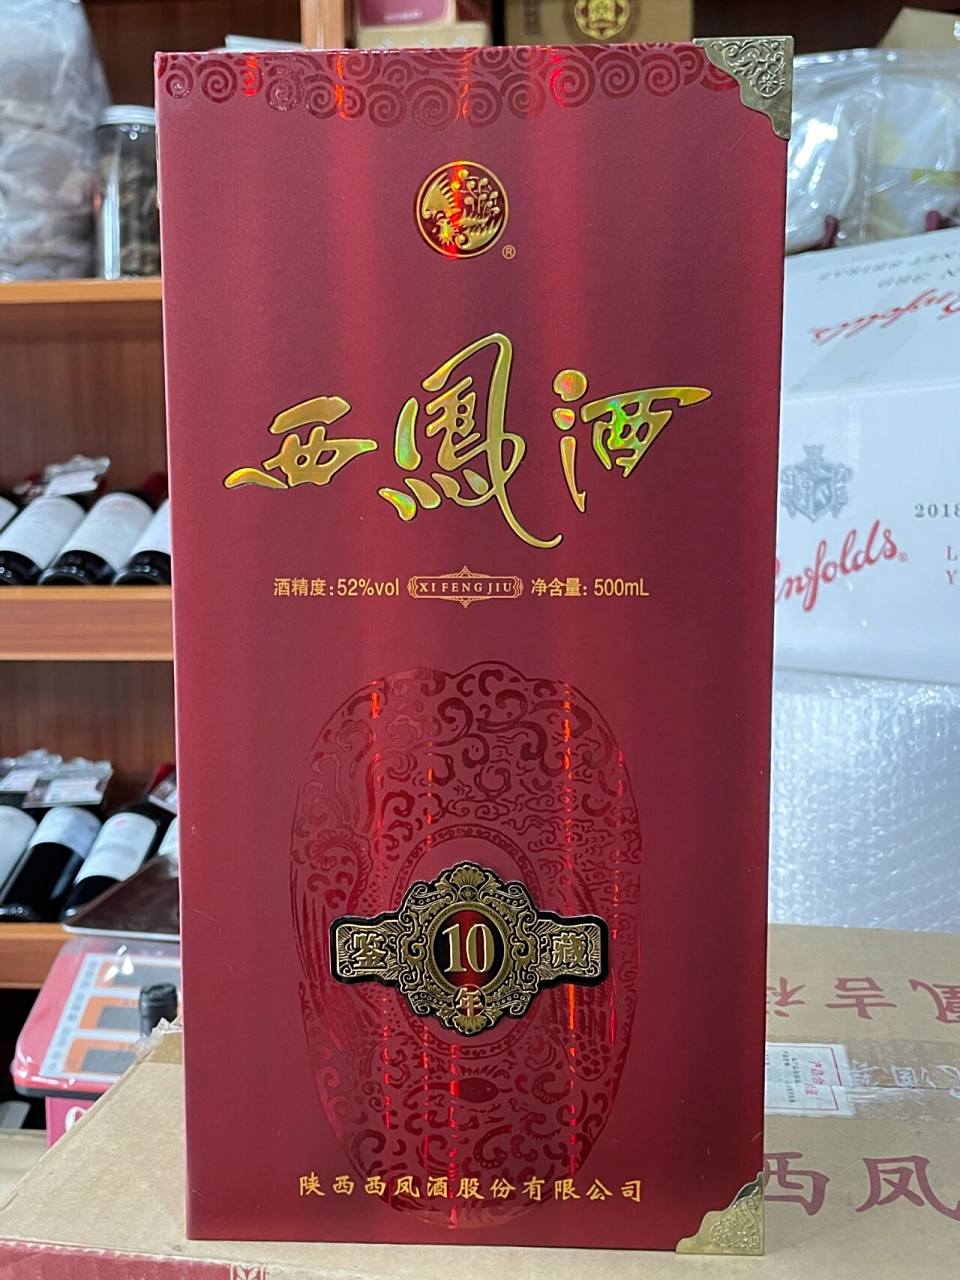 ®
西鳳酒
酒精度:52%vol XI FENG JIU 净含量: 500mL
鉴 10 藏
年
陕西西凤酒股份有限公司
Penfolds
2018
Penfolds
西凤